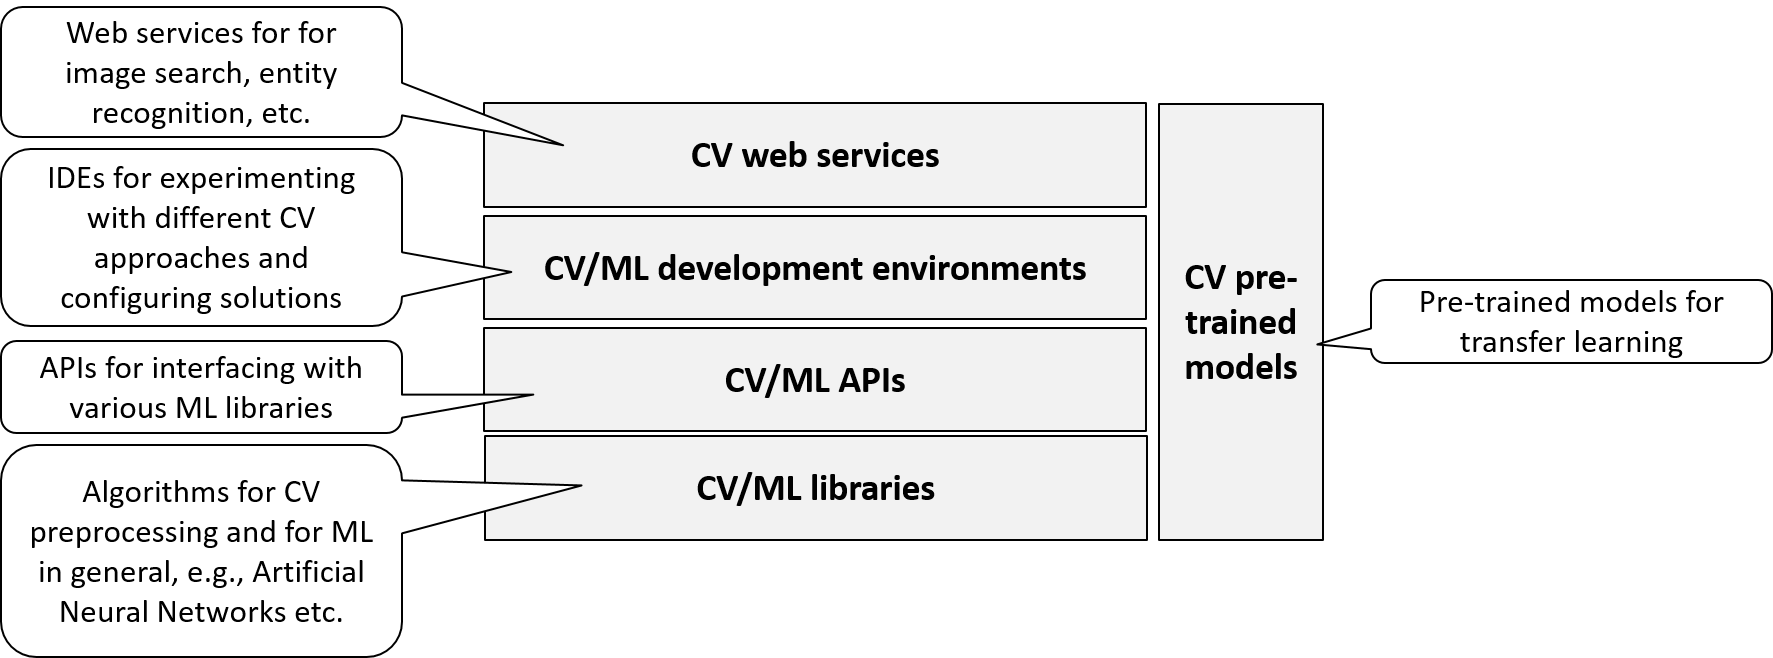 Web services for for
image search, entity
recognition, etc.
CV web services
IDEs for experimenting
with different CV
approaches and
configuring solutions
CV/ML development environments
APIs for interfacing with
various ML libraries
CV/ML APIs
Algorithms for CV
preprocessing and for ML
in general, e.g., Artificial
Neural Networks etc.
CV/ML libraries
CV pre-
trained
models
Pre-trained models for
transfer learning